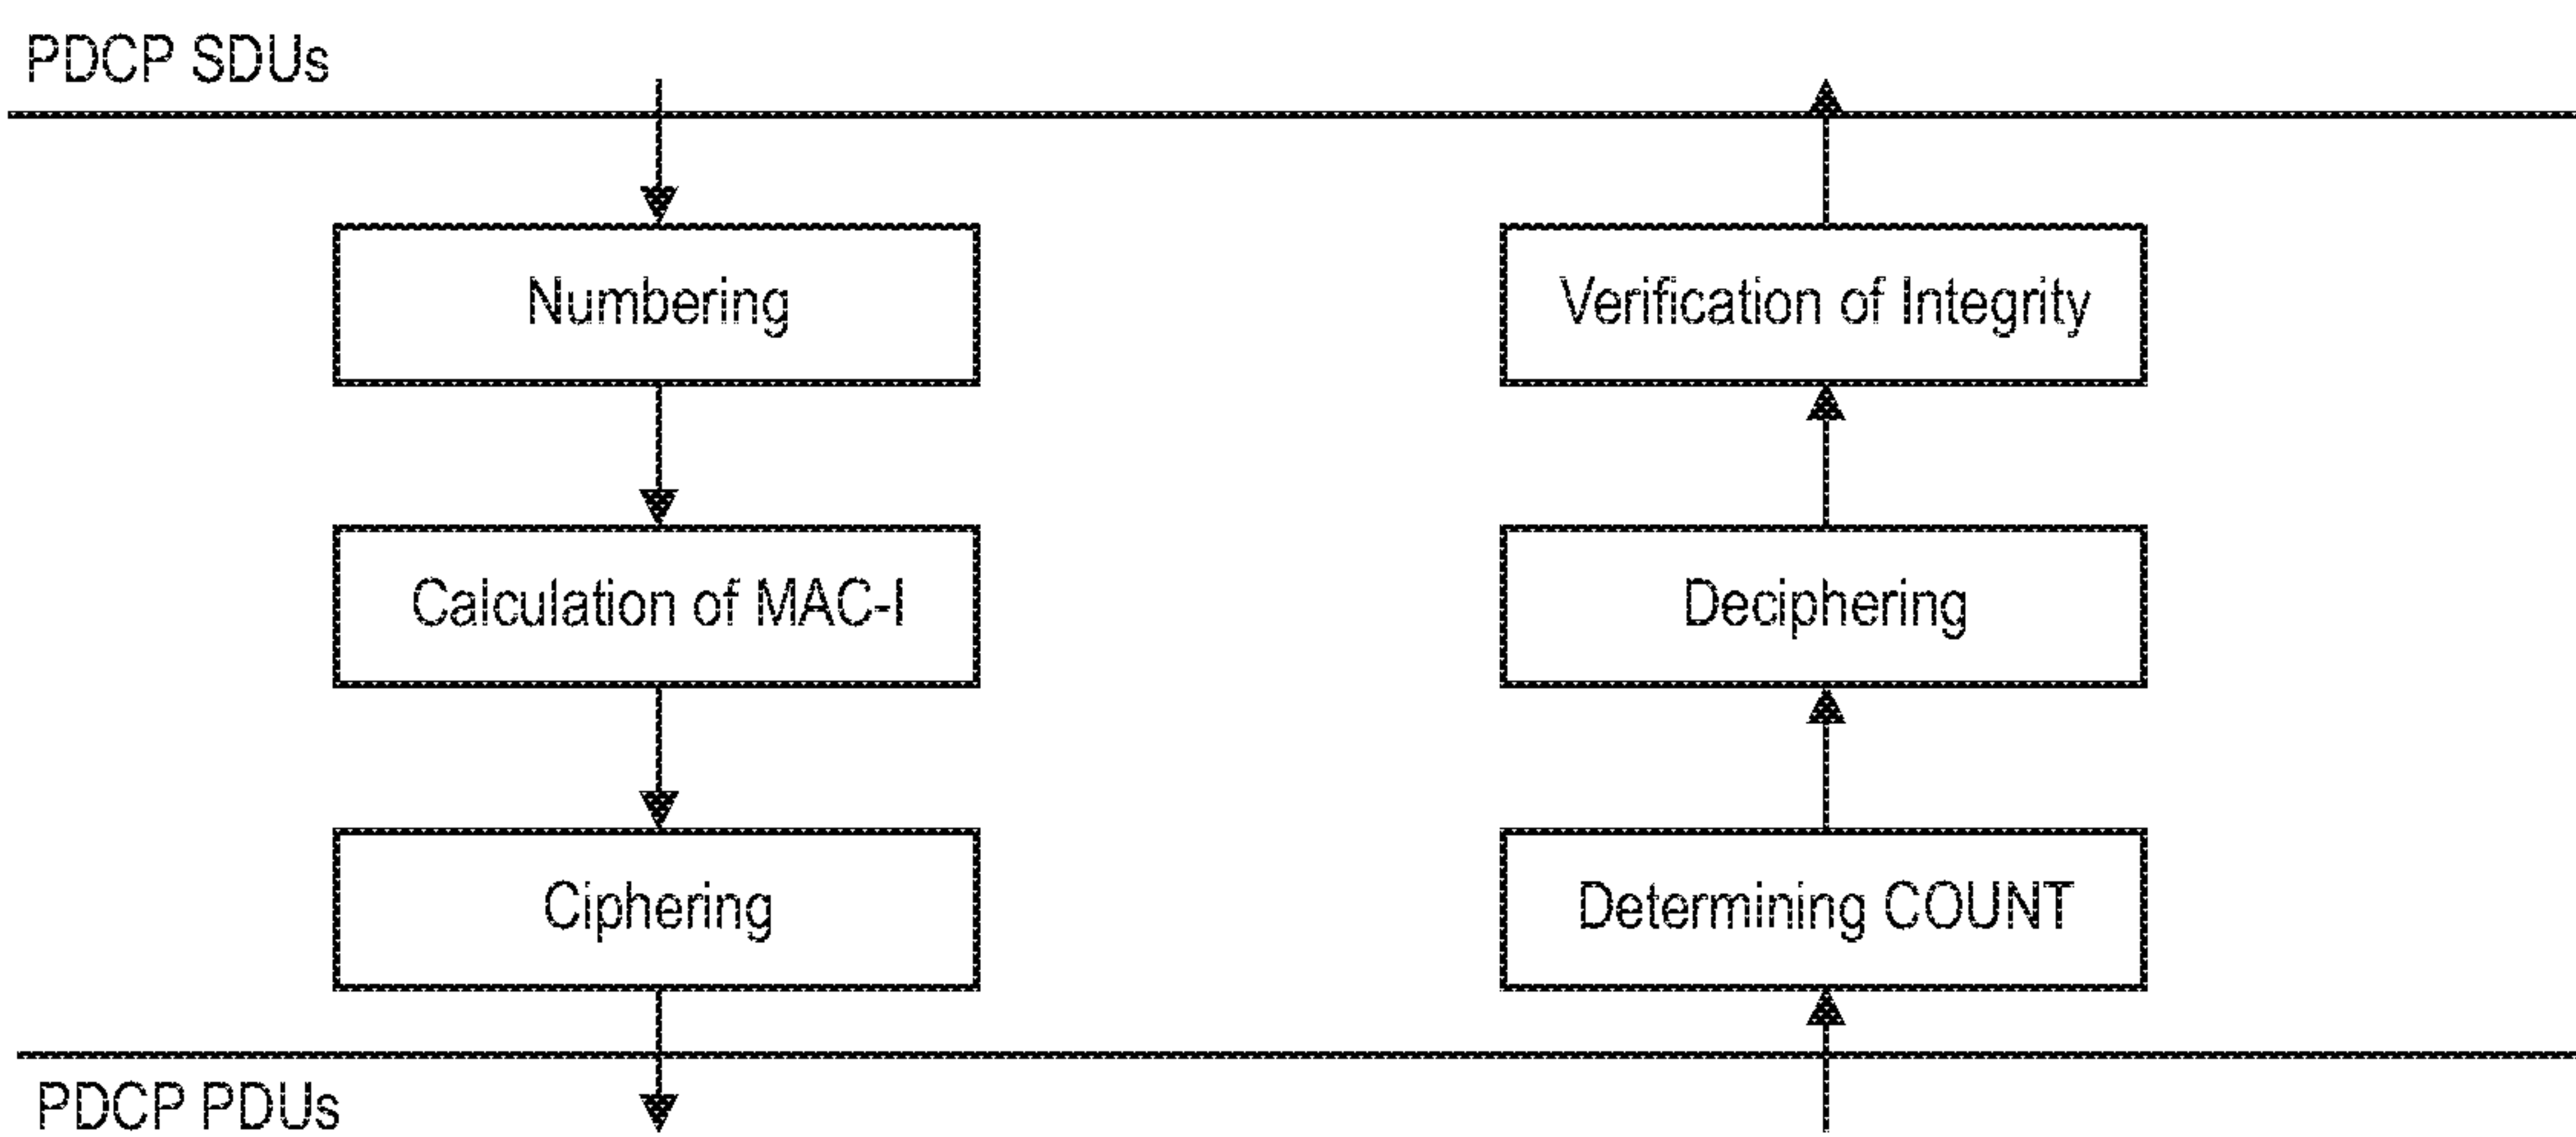 PDCP SDUs
Numbering
Verification of Integrity
Calculation of MAC-I
Deciphering
Ciphering
Determining COUNT
PDCP PDUs